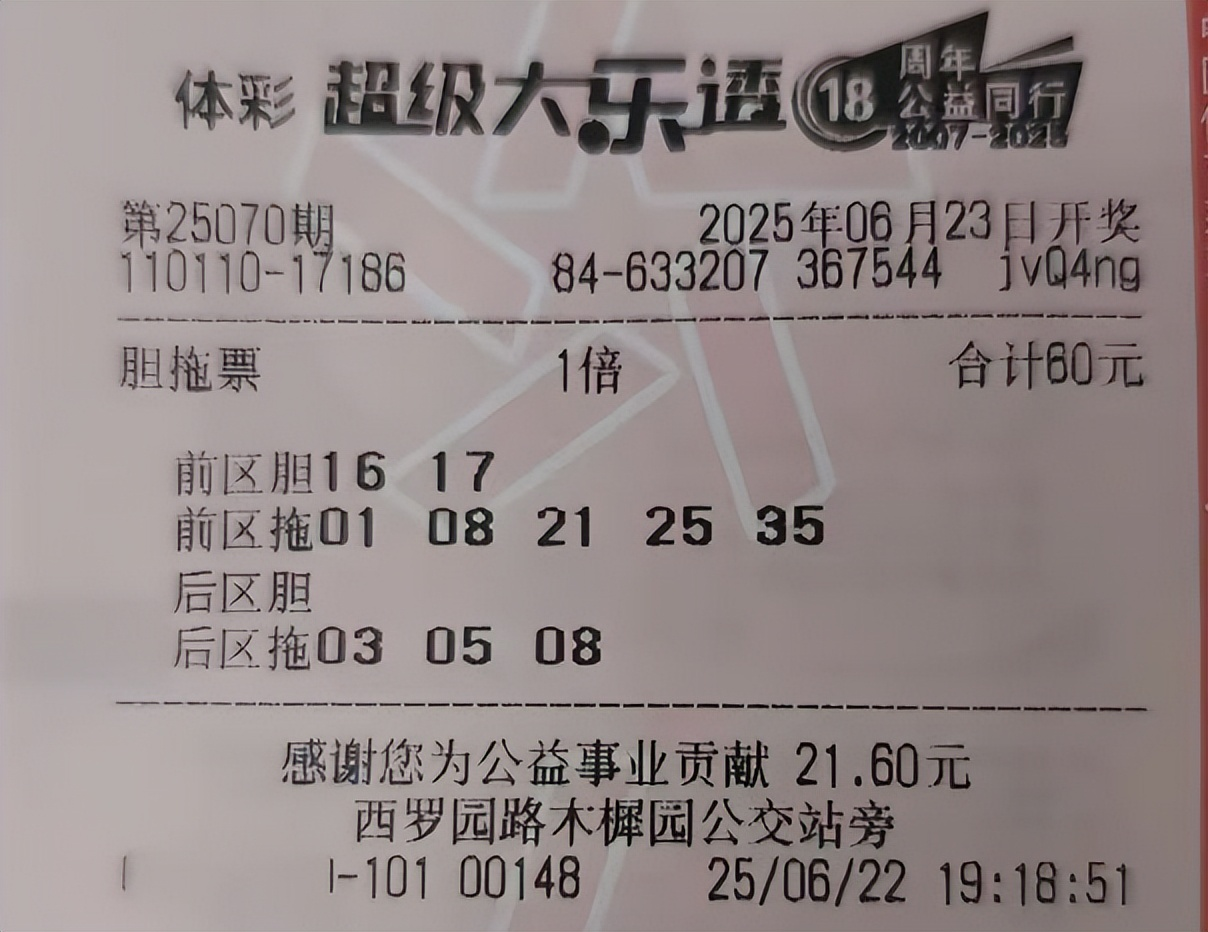 体彩 超级大乐透 18周年 公益同行 2007-2025
第25070期 2025年06月23日开奖
110110-17186 84-633207 367544 jvQ4ng
胆拖票 1倍 合计60元
前区胆16 17
前区拖01 08 21 25 35
后区胆
后区拖03 05 08
感谢您为公益事业贡献 21.60元
西罗园路木樨园公交站旁
-101 00148 25/06/22 19:18:51